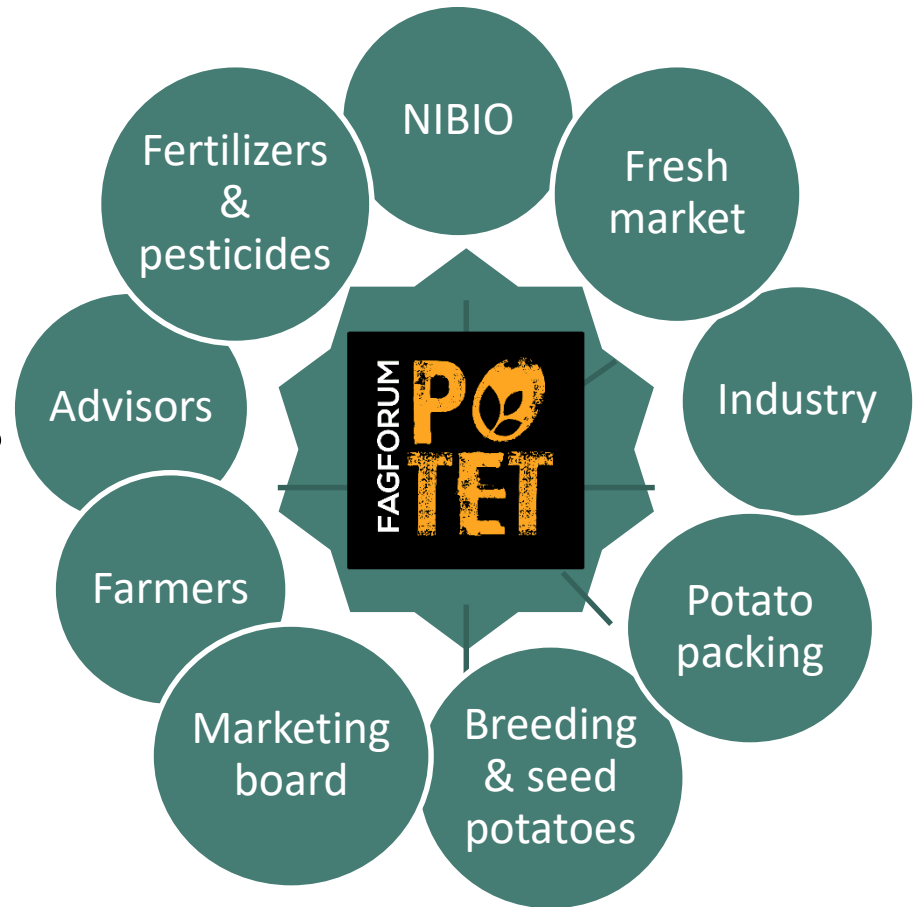 NIBIO
Fresh
market
Industry
Potato
packing
Breeding
& seed
potatoes
Marketing
board
Farmers
Advisors
Fertilizers
&
pesticides
FAGFORUM
PO
TET